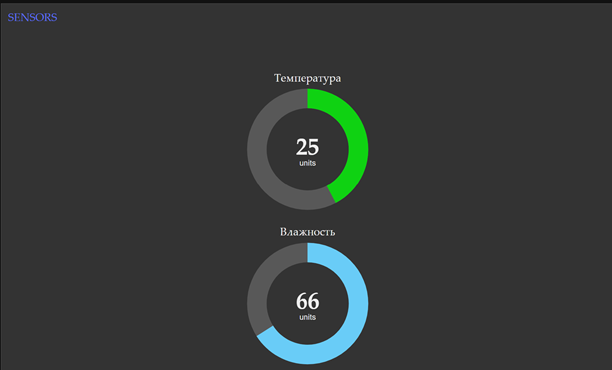 SENSORS
Температура
25
units
Влажность
66
units